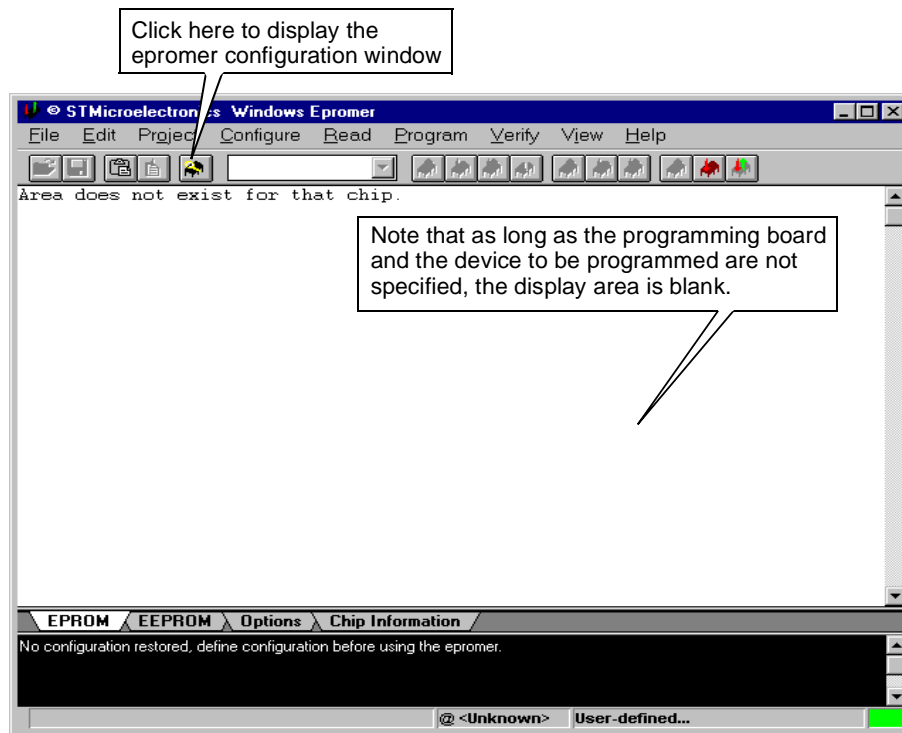 Click here to display the
epromer configuration window
© STMicroelectronics Windows Epromer
File Edit Project Configure Read Program Verify View Help
Area does not exist for that chip.
Note that as long as the programming board
and the device to be programmed are not
specified, the display area is blank.
EPROM EEPROM Options Chip Information
No configuration restored, define configuration before using the epromer.
@ <Unknown> User-defined...